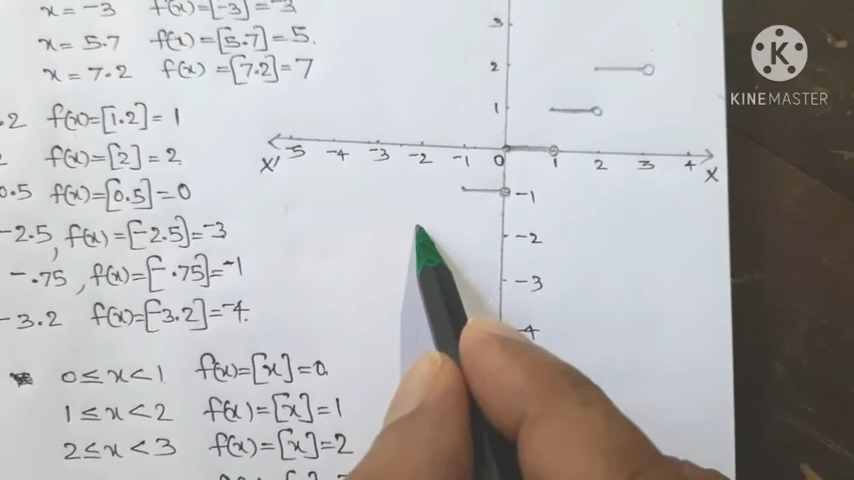 x = -3 f(x)=[-3] = -3
x = 5.7 f(x)=[5.7]=5.
x = 7.2 f(x)=[7.2]=7
.2 f(x)=[1.2]=1
f(x)=[2]=2
0.5 f(x)=[0.5]=0
-2.5, f(x)=[-2.5]=-3
-.75, f(x)=[-.75]=-1
-3.2 f(x)=[-3.2]=-4.
0≤x<1 f(x)=[x]=0
1≤x<2 f(x)=[x]=1
2≤x<3 f(x)=[x]=2
3
2
1
X' -5 -4 -3 -2 -1 0 1 2 3 4 X
-1
-2
-3
-4
K
KINEMASTER